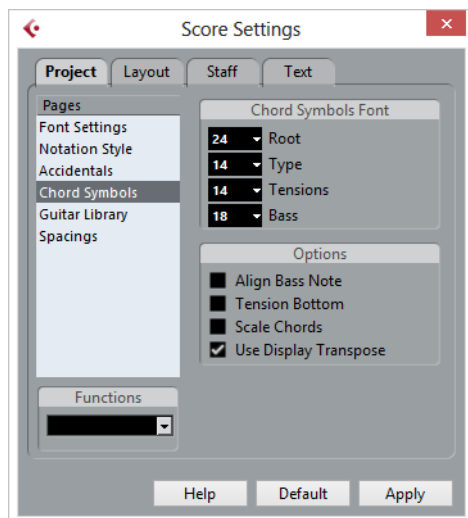 Score Settings
Project Layout Staff Text
Pages
Font Settings
Notation Style
Accidentals
Chord Symbols
Guitar Library
Spacings
Functions
Chord Symbols Font
24 Root
14 Type
14 Tensions
18 Bass
Options
Align Bass Note
Tension Bottom
Scale Chords
Use Display Transpose
Help Default Apply